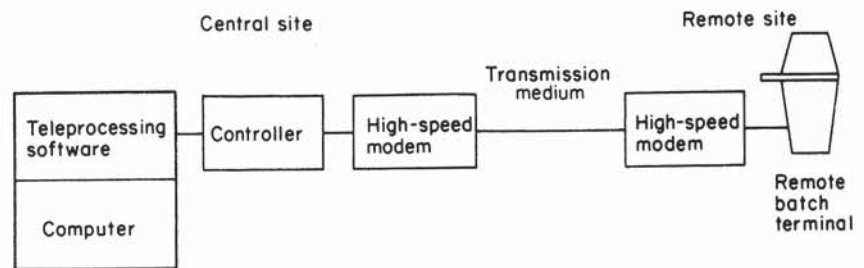 Central site
Remote site
Transmission
medium
Teleprocessing
software
Controller
High-speed
modem
High-speed
modem
Computer
Remote
batch
terminal